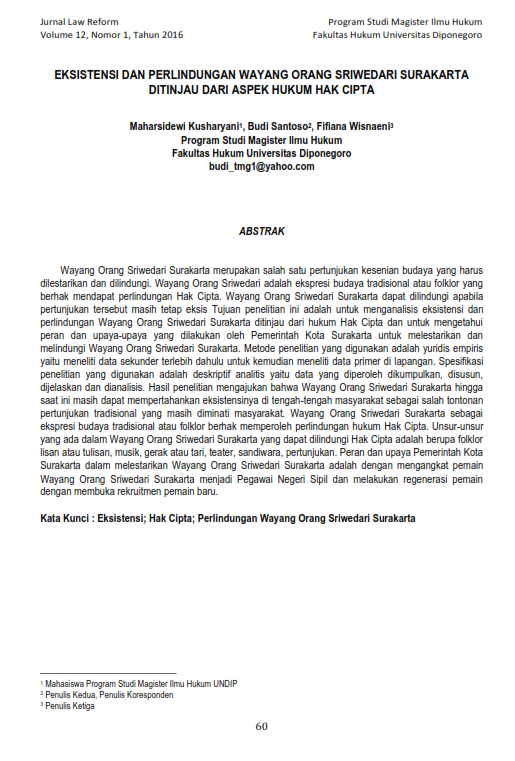 Jurnal Law Reform Program Studi Magister Ilmu Hukum
Volume 12, Nomor 1, Tahun 2016 Fakultas Hukum Universitas Diponegoro
EKSISTENSI DAN PERLINDUNGAN WAYANG ORANG SRIWEDARI SURAKARTA
DITINJAU DARI ASPEK HUKUM HAK CIPTA
Maharsidewi Kusharyani¹, Budi Santoso², Fifiana Wisnaeni³
Program Studi Magister Ilmu Hukum
Fakultas Hukum Universitas Diponegoro
budi_tmg1@yahoo.com
ABSTRAK
Wayang Orang Sriwedari Surakarta merupakan salah satu pertunjukan kesenian budaya yang harus
dilestarikan dan dilindungi. Wayang Orang Sriwedari adalah ekspresi budaya tradisional atau folklor yang
berhak mendapat perlindungan Hak Cipta. Wayang Orang Sriwedari Surakarta dapat dilindungi apabila
pertunjukan tersebut masih tetap eksis Tujuan penelitian ini adalah untuk menganalisis eksistensi dan
perlindungan Wayang Orang Sriwedari Surakarta ditinjau dari hukum Hak Cipta dan untuk mengetahui
peran dan upaya-upaya yang dilakukan oleh Pemerintah Kota Surakarta untuk melestarikan dan
melindungi Wayang Orang Sriwedari Surakarta. Metode penelitian yang digunakan adalah yuridis empiris
yaitu meneliti data sekunder terlebih dahulu untuk kemudian meneliti data primer di lapangan. Spesifikasi
penelitian yang digunakan adalah deskriptif analitis yaitu data yang diperoleh dikumpulkan, disusun,
dijelaskan dan dianalisis. Hasil penelitian mengajukan bahwa Wayang Orang Sriwedari Surakarta hingga
saat ini masih dapat mempertahankan eksistensinya di tengah-tengah masyarakat sebagai salah tontonan
pertunjukan tradisional yang masih diminati masyarakat. Wayang Orang Sriwedari Surakarta sebagai
ekspresi budaya tradisional atau folklor berhak memperoleh perlindungan hukum Hak Cipta. Unsur-unsur
yang ada dalam Wayang Orang Sriwedari Surakarta yang dapat dilindungi Hak Cipta adalah berupa folklor
lisan atau tulisan, musik, gerak atau tari, teater, sandiwara, pertunjukan. Peran dan upaya Pemerintah Kota
Surakarta dalam melestarikan Wayang Orang Sriwedari Surakarta adalah dengan mengangkat pemain
Wayang Orang Sriwedari Surakarta menjadi Pegawai Negeri Sipil dan melakukan regenerasi pemain
dengan membuka rekruitmen pemain baru.
Kata Kunci : Eksistensi; Hak Cipta; Perlindungan Wayang Orang Sriwedari Surakarta
¹ Mahasiswa Program Studi Magister Ilmu Hukum UNDIP
² Penulis Kedua, Penulis Koresponden
³ Penulis Ketiga
60